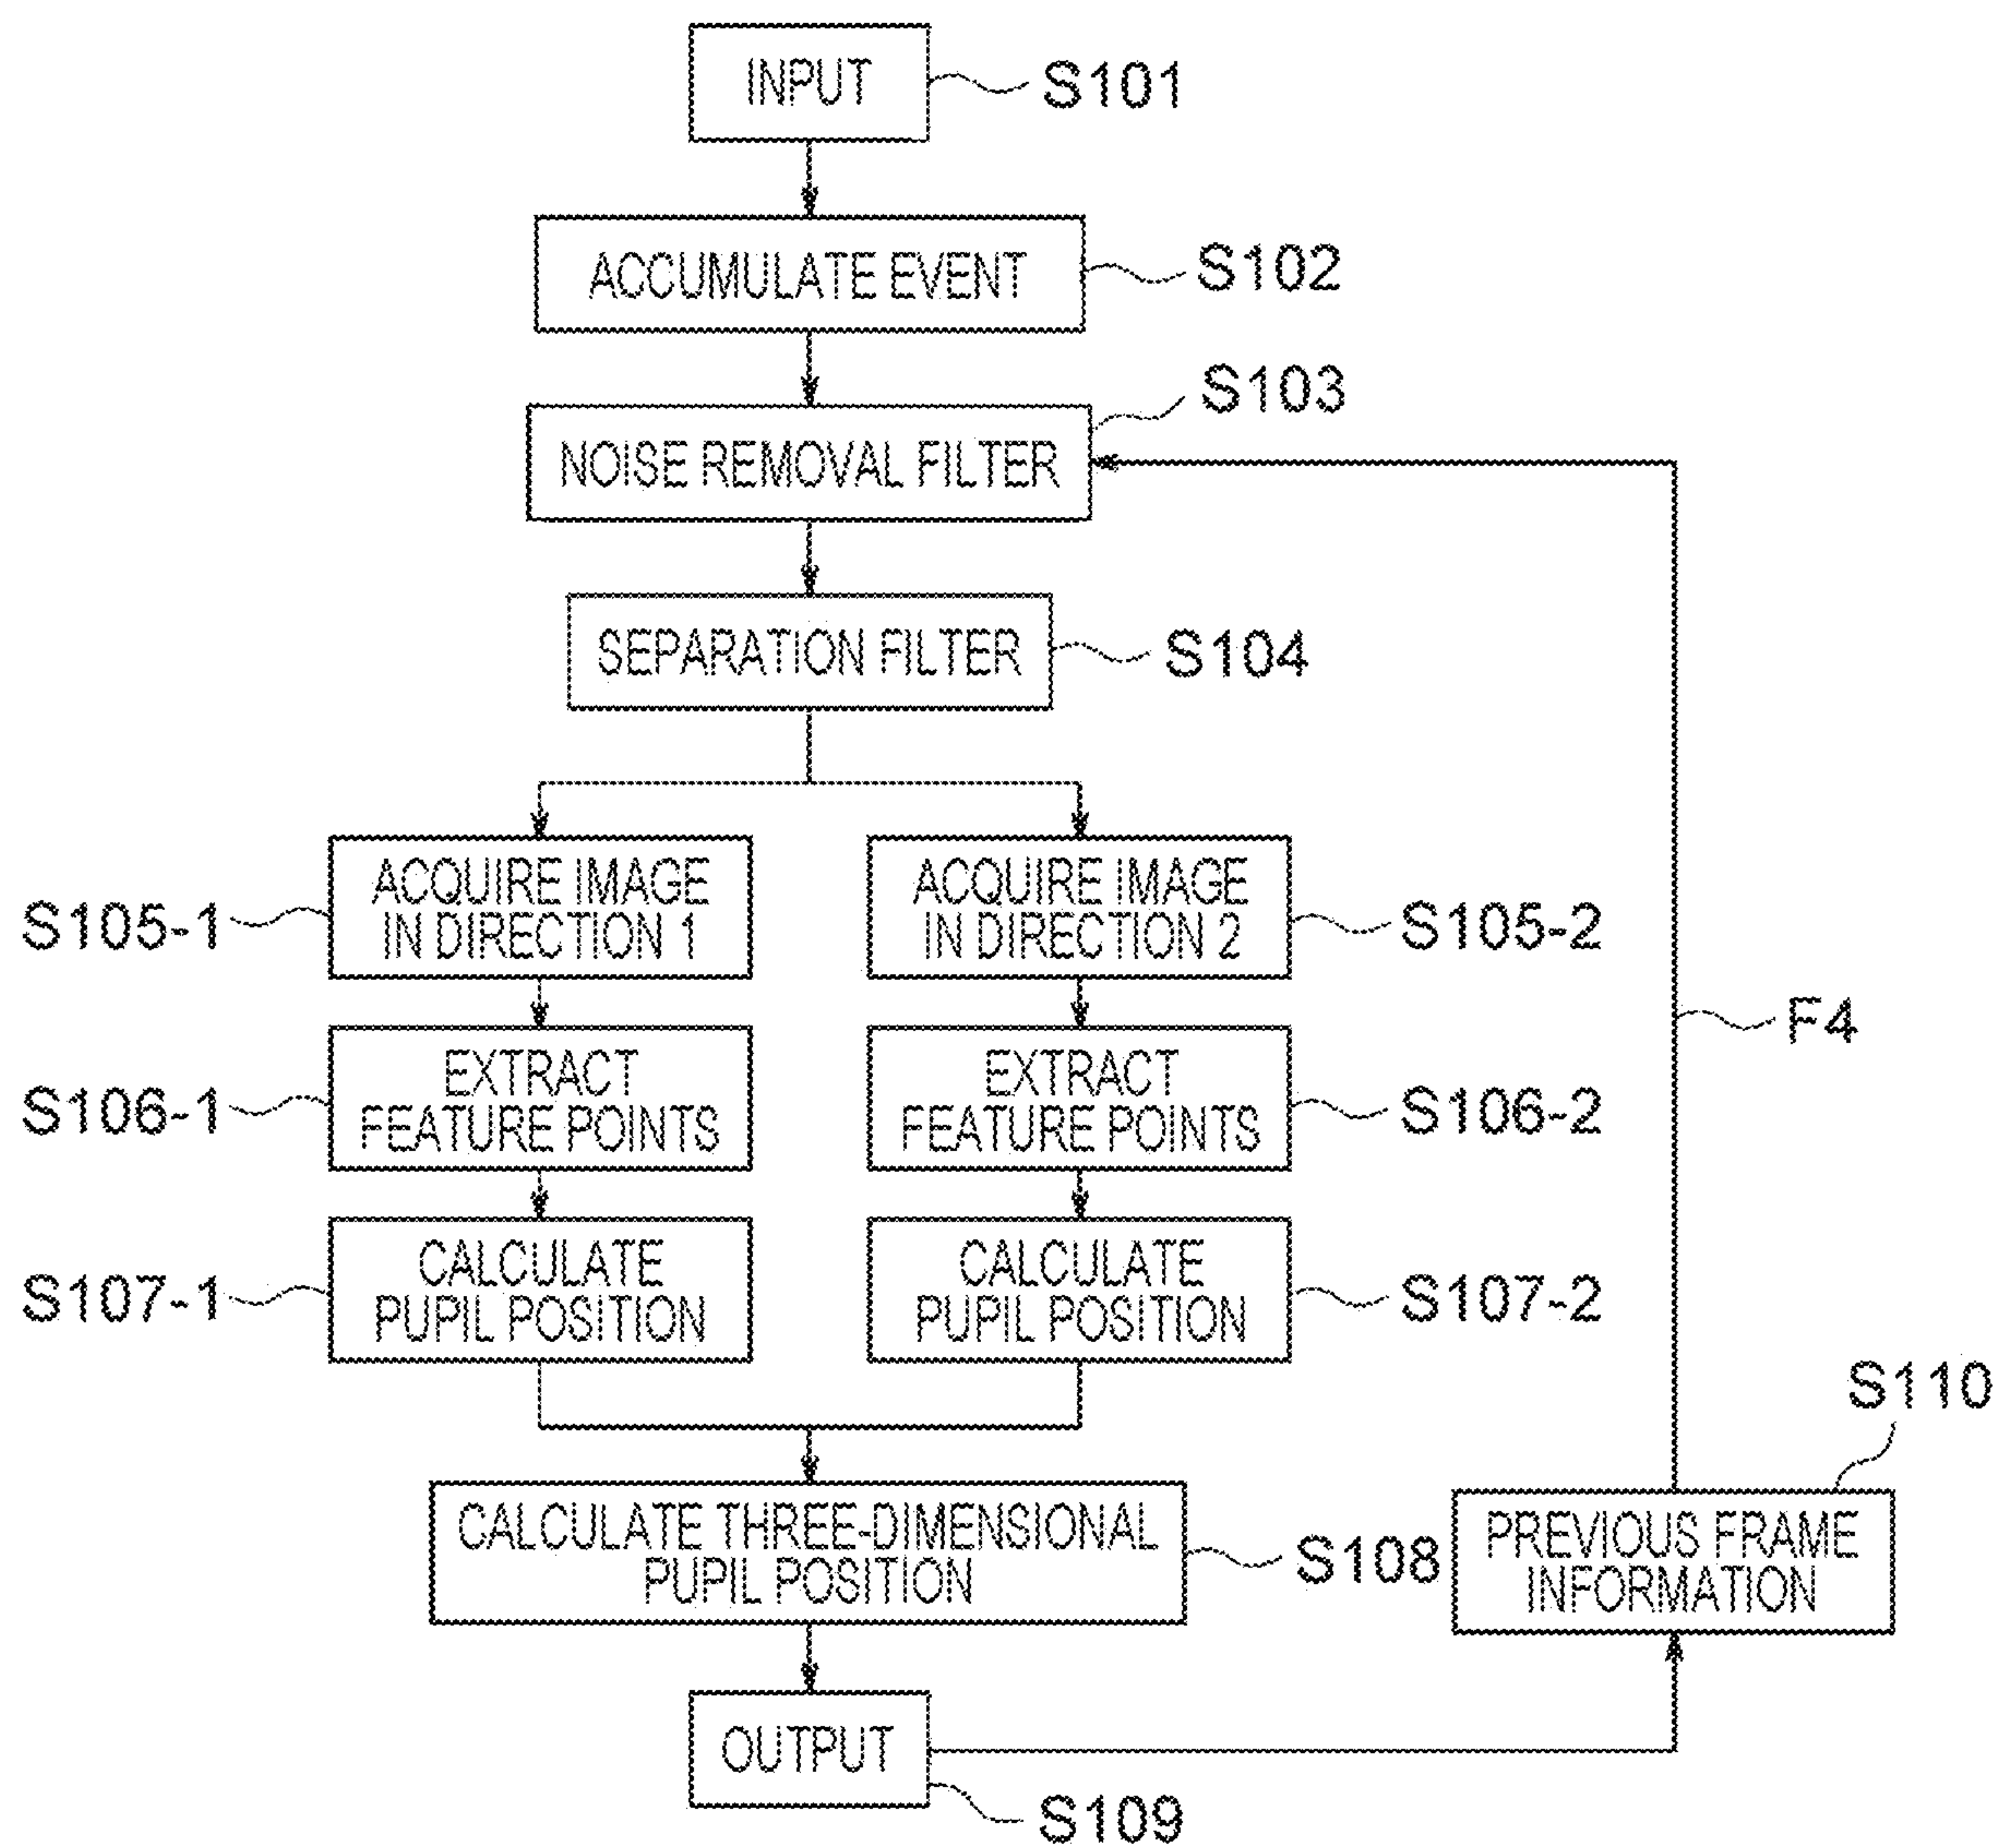 INPUT
S101
ACCUMULATE EVENT
S102
S103
NOISE REMOVAL FILTER
SEPARATION FILTER
S104
S105-1
ACQUIRE IMAGE
IN DIRECTION 1
ACQUIRE IMAGE
IN DIRECTION 2
S105-2
F4
S106-1
EXTRACT
FEATURE POINTS
EXTRACT
FEATURE POINTS
S106-2
S107-1
CALCULATE
PUPIL POSITION
CALCULATE
PUPIL POSITION
S107-2
S110
CALCULATE THREE-DIMENSIONAL
PUPIL POSITION
S108
PREVIOUS FRAME
INFORMATION
OUTPUT
S109